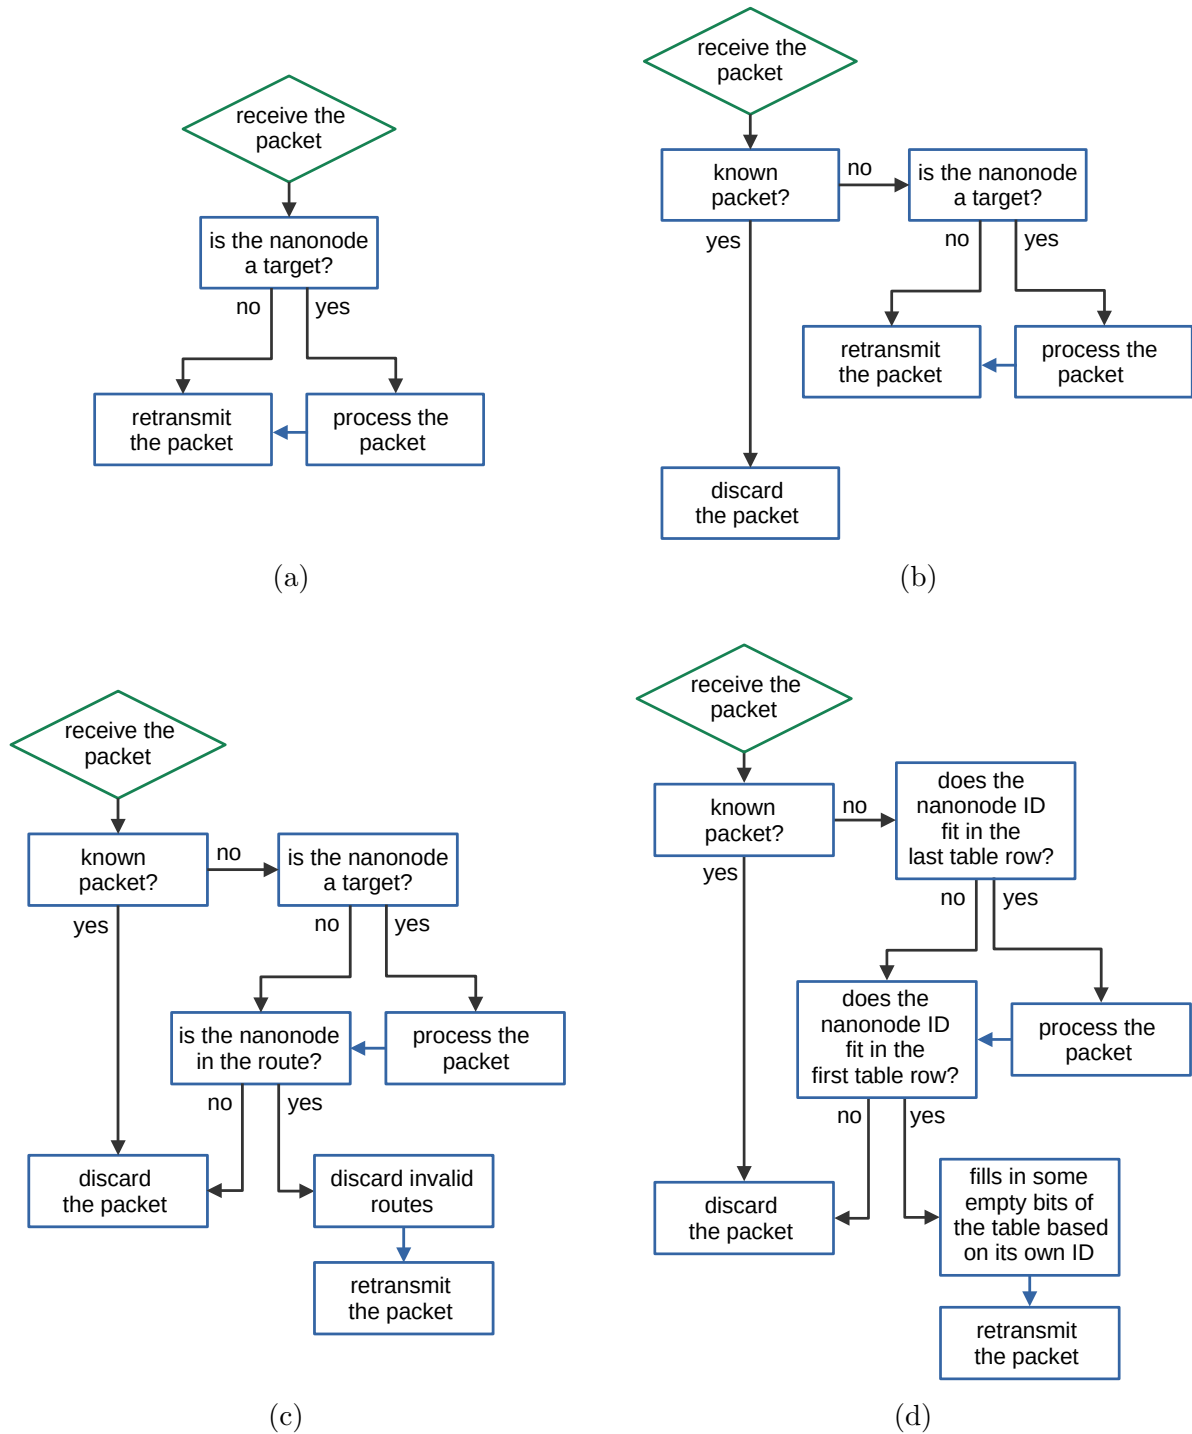 receive the
packet
is the nanonode
a target?
no
yes
retransmit
the packet
process the
packet
(a)
receive the
packet
known
packet?
no
is the nanonode
a target?
yes
no
yes
retransmit
the packet
process the
packet
discard
the packet
(b)
receive the
packet
known
packet?
no
is the nanonode
a target?
yes
no
yes
is the nanonode
in the route?
process the
packet
no
yes
discard
the packet
discard invalid
routes
retransmit
the packet
(c)
receive the
packet
known
packet?
no
does the
nanonode ID
fit in the
last table row?
yes
no
yes
does the
nanonode ID
fit in the
first table row?
process the
packet
no
yes
discard
the packet
fills in some
empty bits of
the table based
on its own ID
retransmit
the packet
(d)